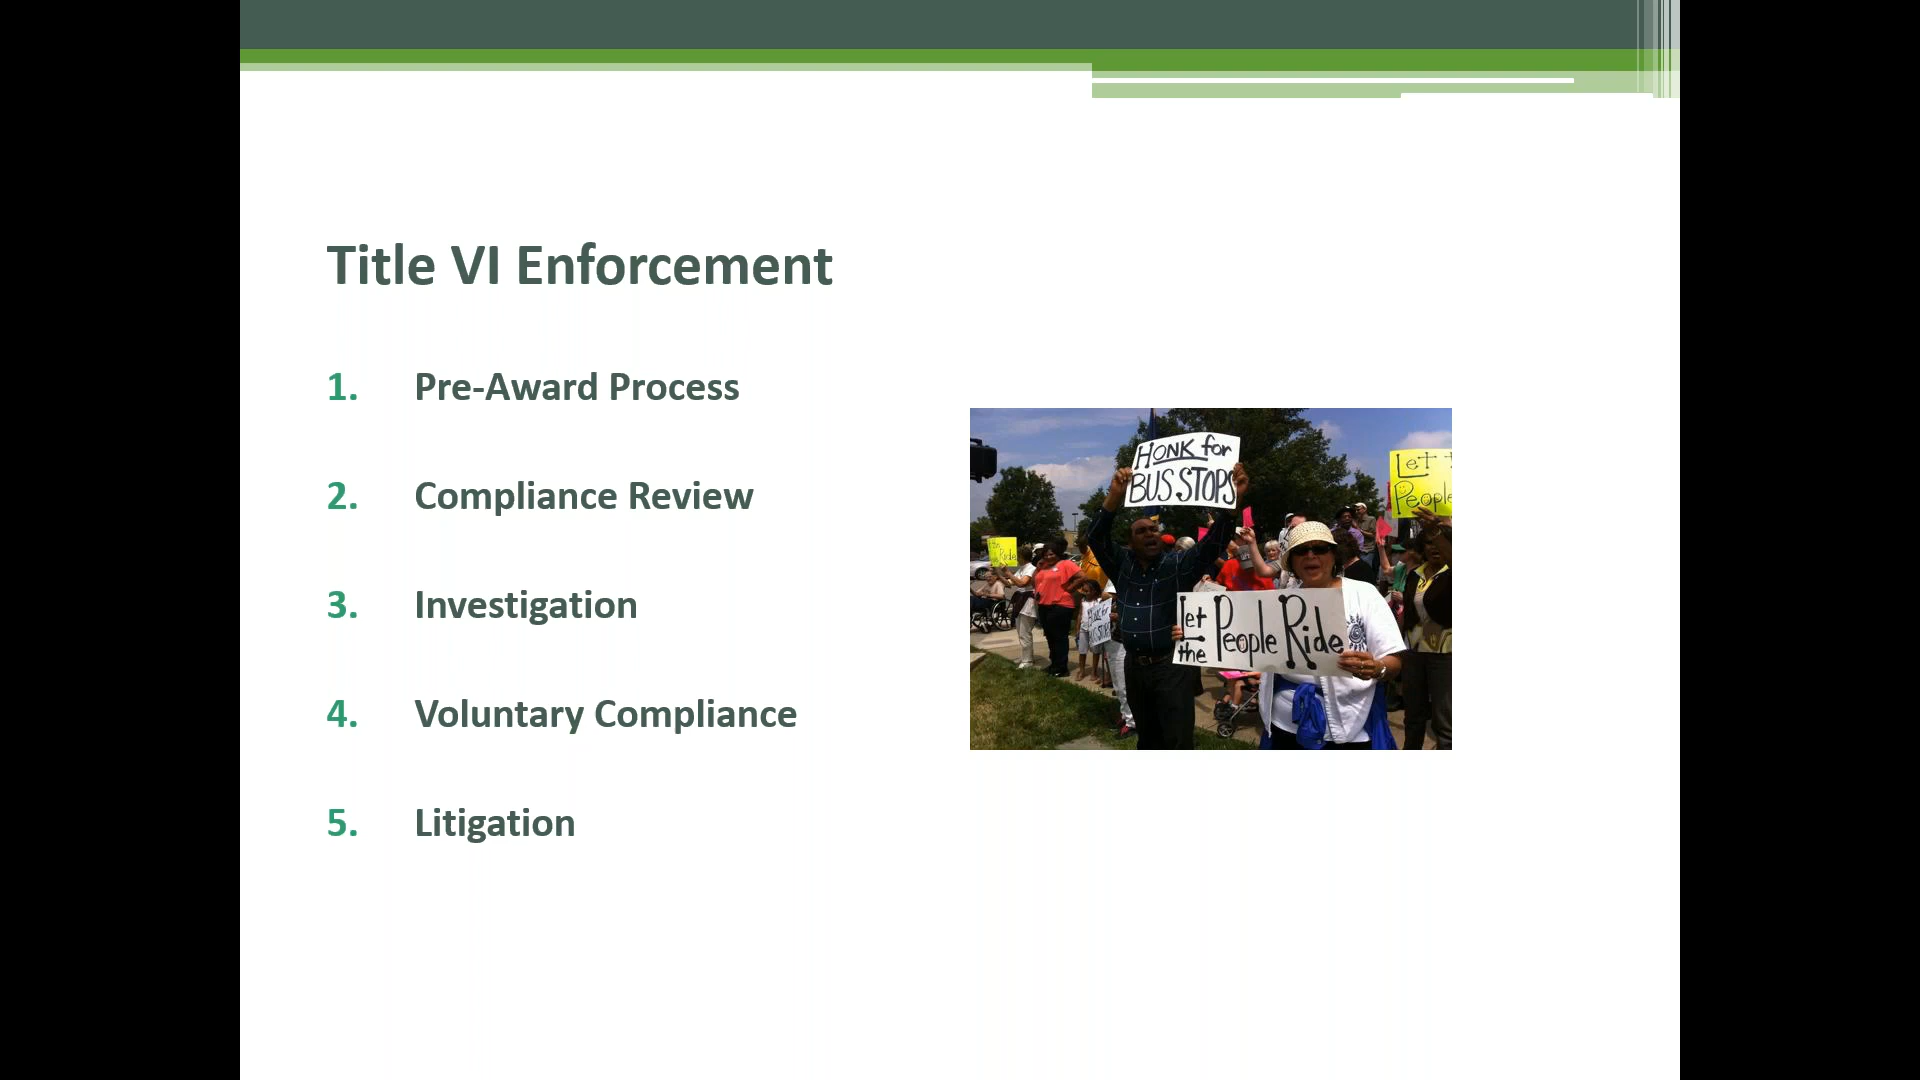 Title VI Enforcement
1. Pre-Award Process
2. Compliance Review
3. Investigation
4. Voluntary Compliance
5. Litigation
HONK for
BUS STOPS
Let
People
Ride
let
the People Ride